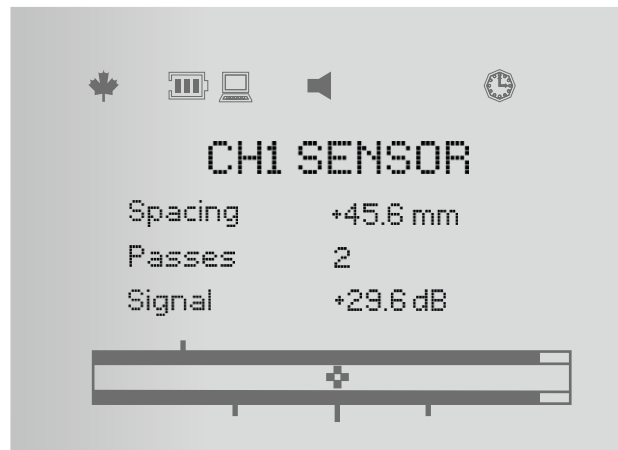 CH1 SENSOR
Spacing +45.6 mm
Passes 2
Signal +29.6 dB